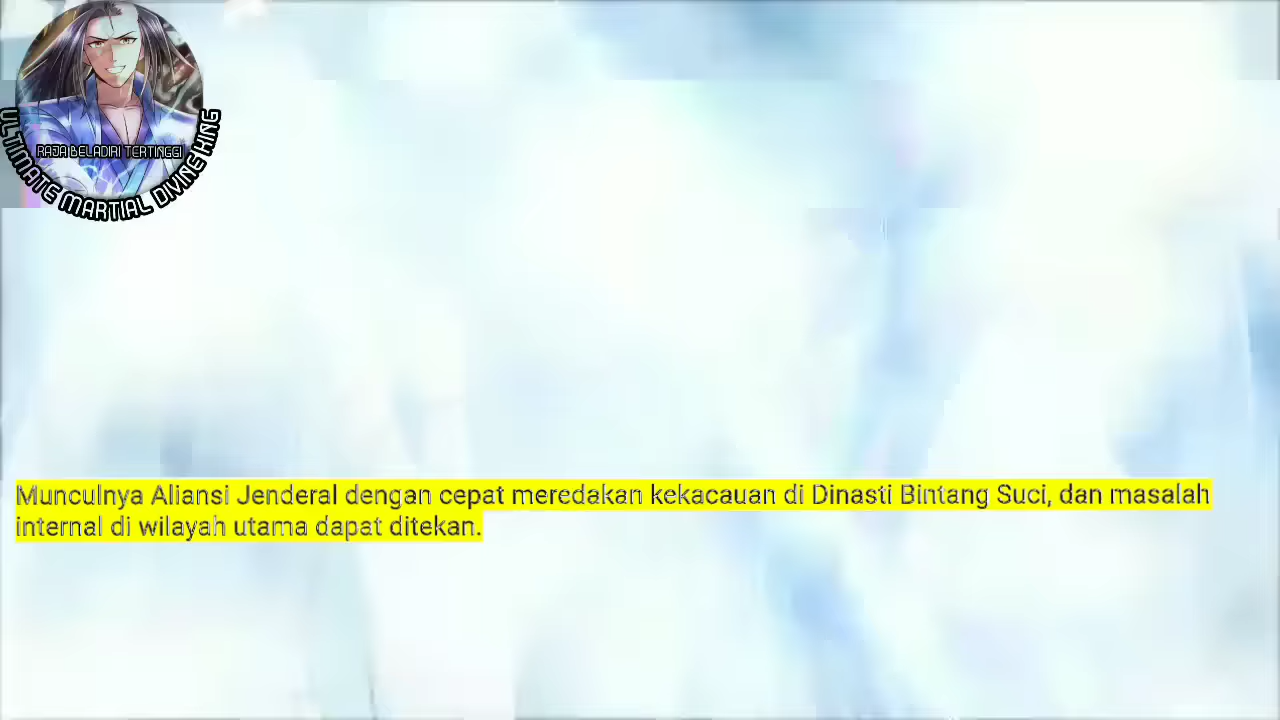 RAJA BELADIRI TERTINGGI
ULTIMATE MARTIAL DIVINE KING
Munculnya Aliansi Jenderal dengan cepat meredakan kekacauan di Dinasti Bintang Suci, dan masalah
internal di wilayah utama dapat ditekan.